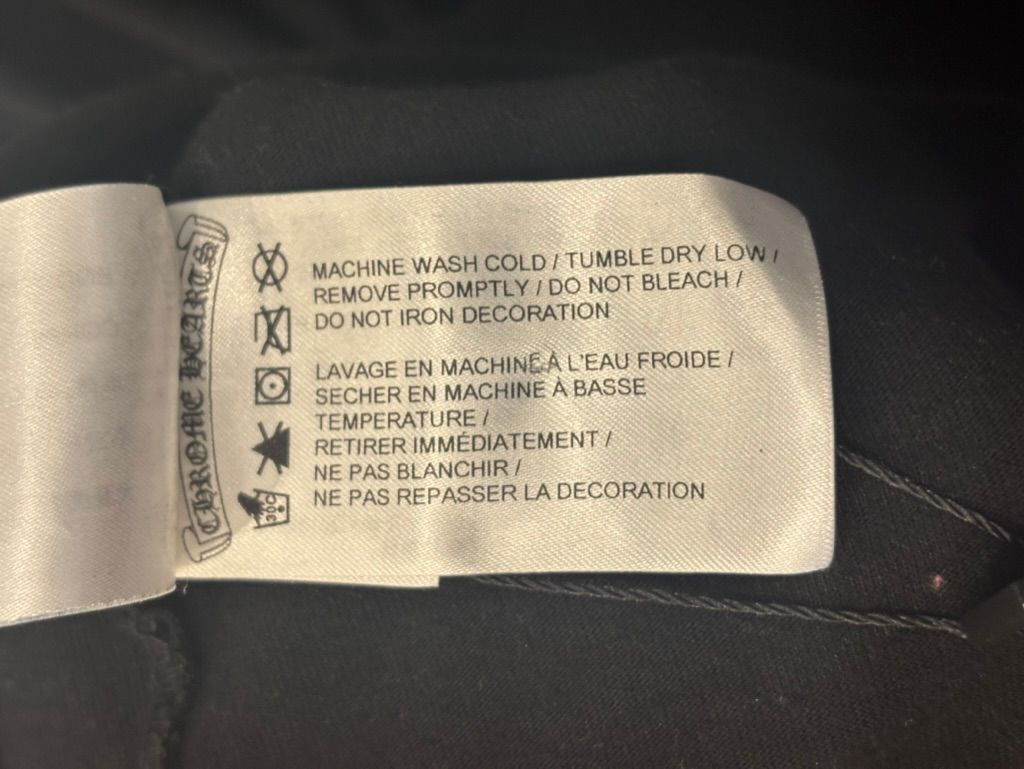 CHROME HEARTS
MACHINE WASH COLD / TUMBLE DRY LOW /
REMOVE PROMPTLY / DO NOT BLEACH /
DO NOT IRON DECORATION
LAVAGE EN MACHINE À L'EAU FROIDE /
SECHER EN MACHINE À BASSE
TEMPERATURE /
RETIRER IMMÉDIATEMENT /
NE PAS BLANCHIR /
NE PAS REPASSER LA DECORATION
30C